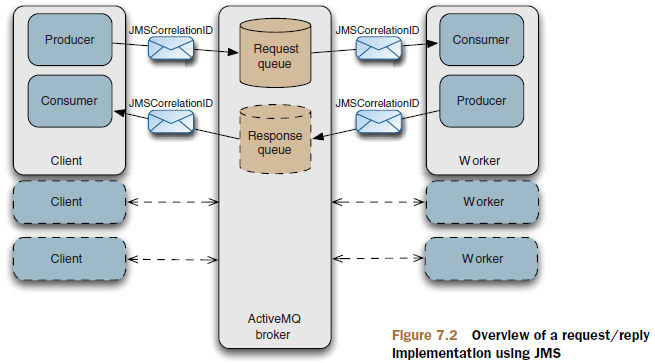 JMSCorrelationID
JMSCorrelationID
Producer
Request
queue
Consumer
JMSCorrelationID
JMSCorrelationID
Consumer
Response
queue
Producer
Client
Worker
Client
Worker
Client
Worker
ActiveMQ
broker
Figure 7.2 Overview of a request/reply
implementation using JMS